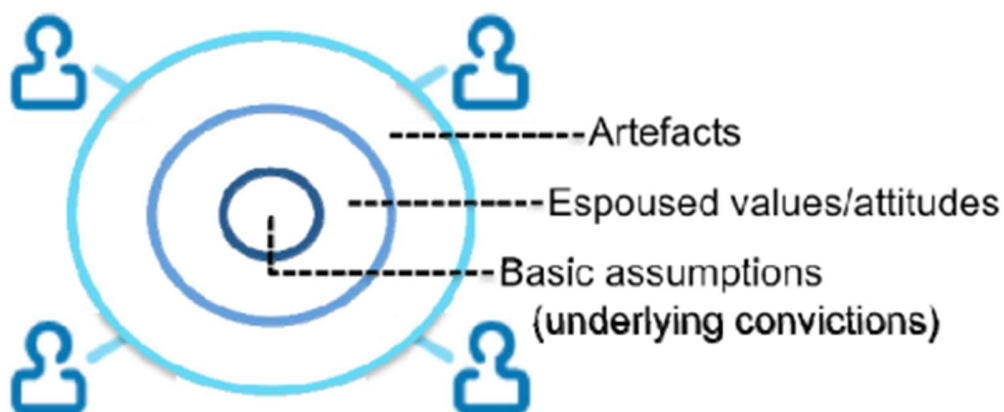 Artefacts
Espoused values/attitudes
Basic assumptions
(underlying convictions)